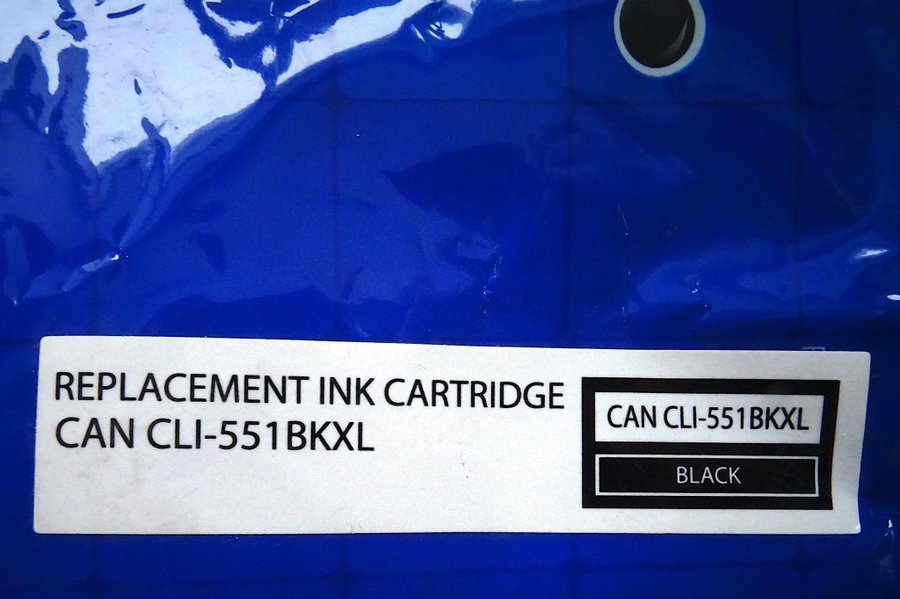 REPLACEMENT INK CARTRIDGE
CAN CLI-551BKXL
CAN CLI-551BKXL
BLACK